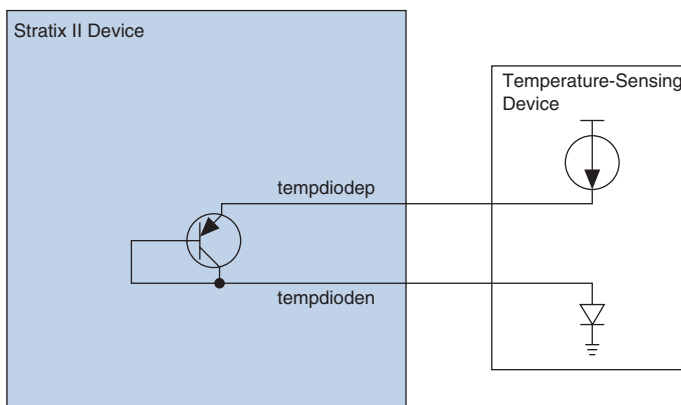 Stratix II Device
Temperature-Sensing
Device
tempdiodep
tempdioden